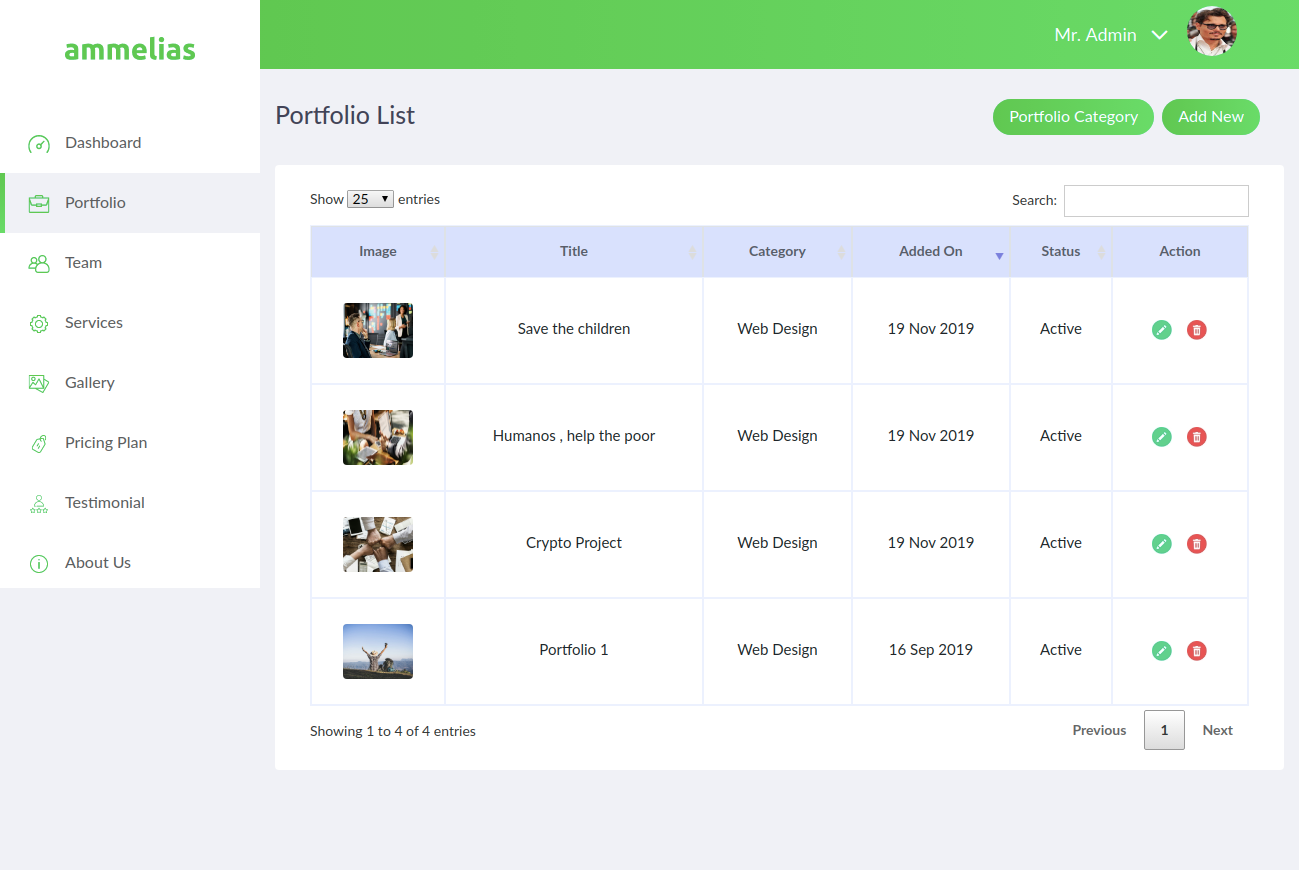 ammelias
Mr. Admin
Dashboard
Portfolio
Team
Services
Gallery
Pricing Plan
Testimonial
About Us
Portfolio List
Portfolio Category
Add New
Show 25 entries
Search:
Image Title Category Added On Status Action
Save the children Web Design 19 Nov 2019 Active
Humanos , help the poor Web Design 19 Nov 2019 Active
Crypto Project Web Design 19 Nov 2019 Active
Portfolio 1 Web Design 16 Sep 2019 Active
Showing 1 to 4 of 4 entries
Previous 1 Next